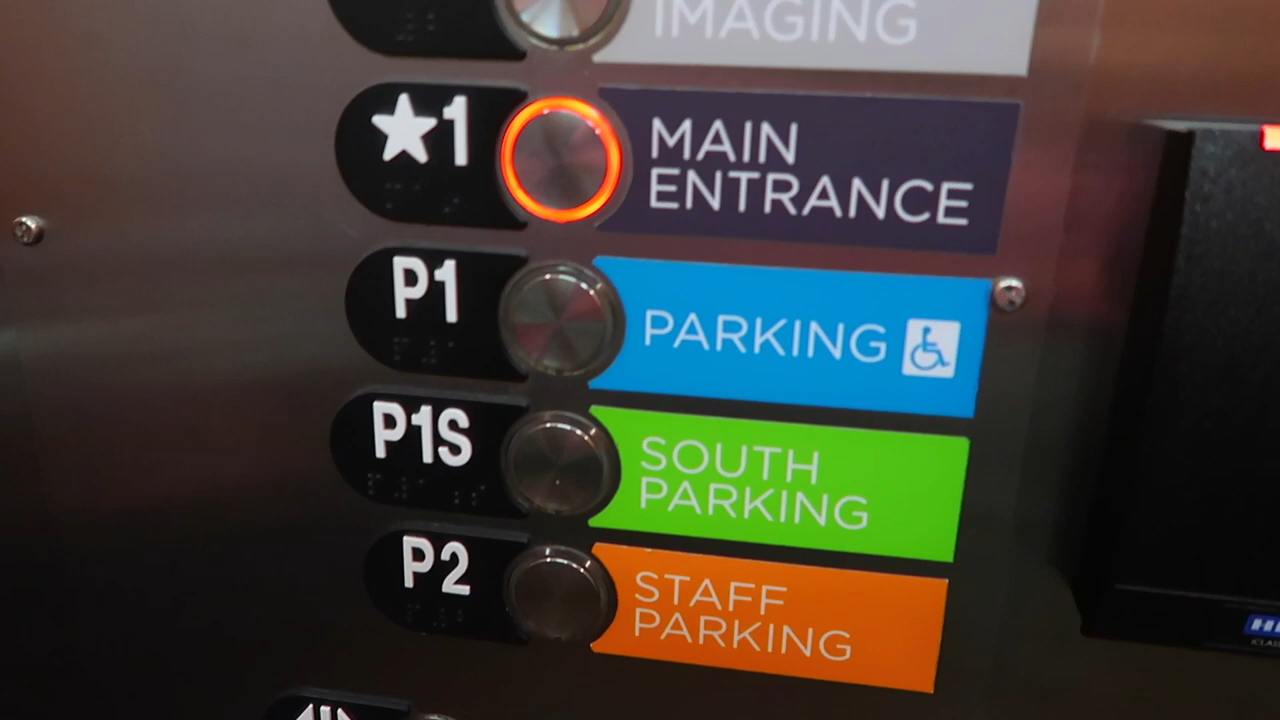 IMAGING
★1
MAIN
ENTRANCE
P1
PARKING
P1S
SOUTH
PARKING
P2
STAFF
PARKING